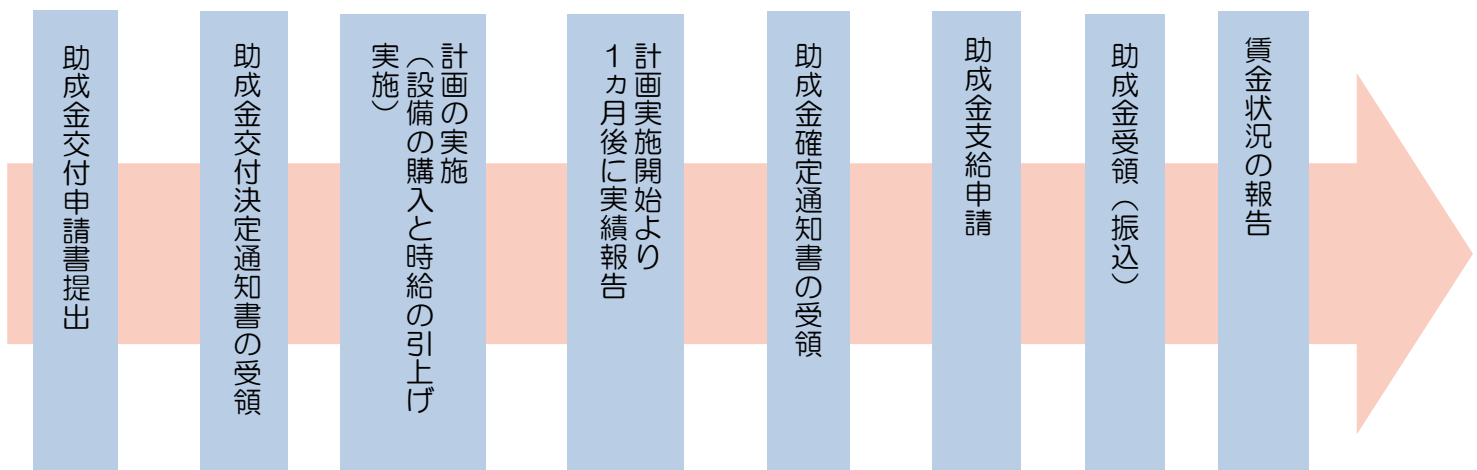 助成金交付申請書提出
助成金交付決定通知書の受領
計画の実施
（設備の購入と時給の引上げ
実施）
計画実施開始より
１ヵ月後に実績報告
助成金確定通知書の受領
助成金支給申請
助成金受領（振込）
賃金状況の報告